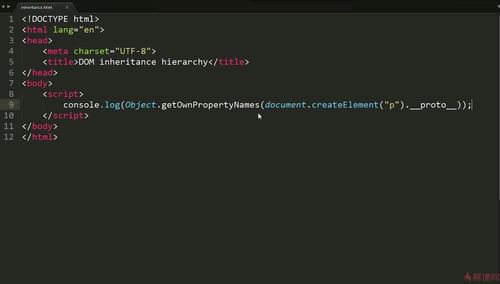 inheritance.html
1 <!DOCTYPE html>
2 <html lang="en">
3 <head>
4 <meta charset="UTF-8">
5 <title>DOM inheritance hierarchy</title>
6 </head>
7 <body>
8 <script>
9 console.log(Object.getOwnPropertyNames(document.createElement("p").__proto__));
10 </script>
11 </body>
12 </html>
慕课网